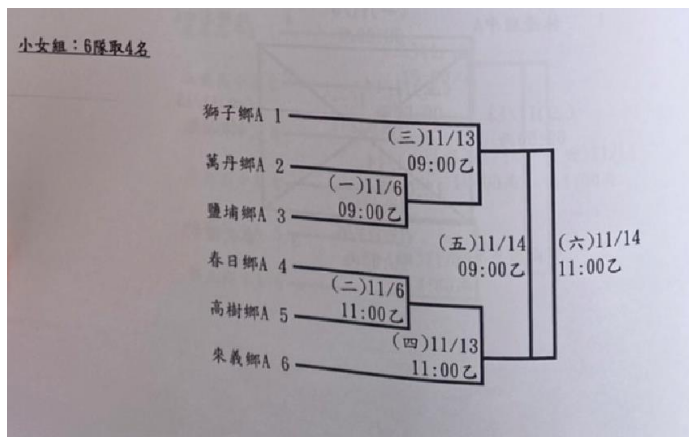 小女組：6隊取4名
獅子鄉A 1
(三)11/13
09:00乙
萬丹鄉A 2
(一)11/6
09:00乙
鹽埔鄉A 3
(五)11/14
09:00乙
(六)11/14
11:00乙
春日鄉A 4
(二)11/6
11:00乙
高樹鄉A 5
(四)11/13
11:00乙
來義鄉A 6